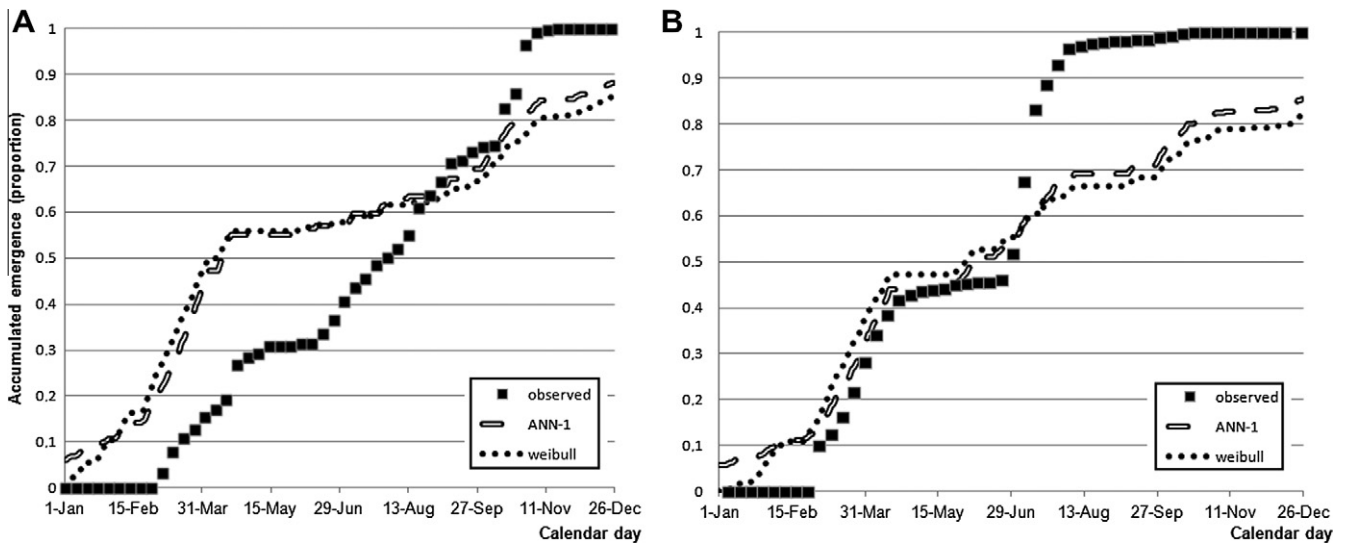 A
Accumulated emergence (proportion)
1
0.9
0.8
0.7
0.6
0.5
0.4
0.3
0.2
0.1
0
1-Jan 15-Feb 31-Mar 15-May 29-Jun 13-Aug 27-Sep 11-Nov 26-Dec
Calendar day
observed
ANN-1
weibull
B
1
0.9
0.8
0.7
0.6
0.5
0.4
0.3
0.2
0.1
0
1-Jan 15-Feb 31-Mar 15-May 29-Jun 13-Aug 27-Sep 11-Nov 26-Dec
Calendar day
observed
ANN-1
weibull